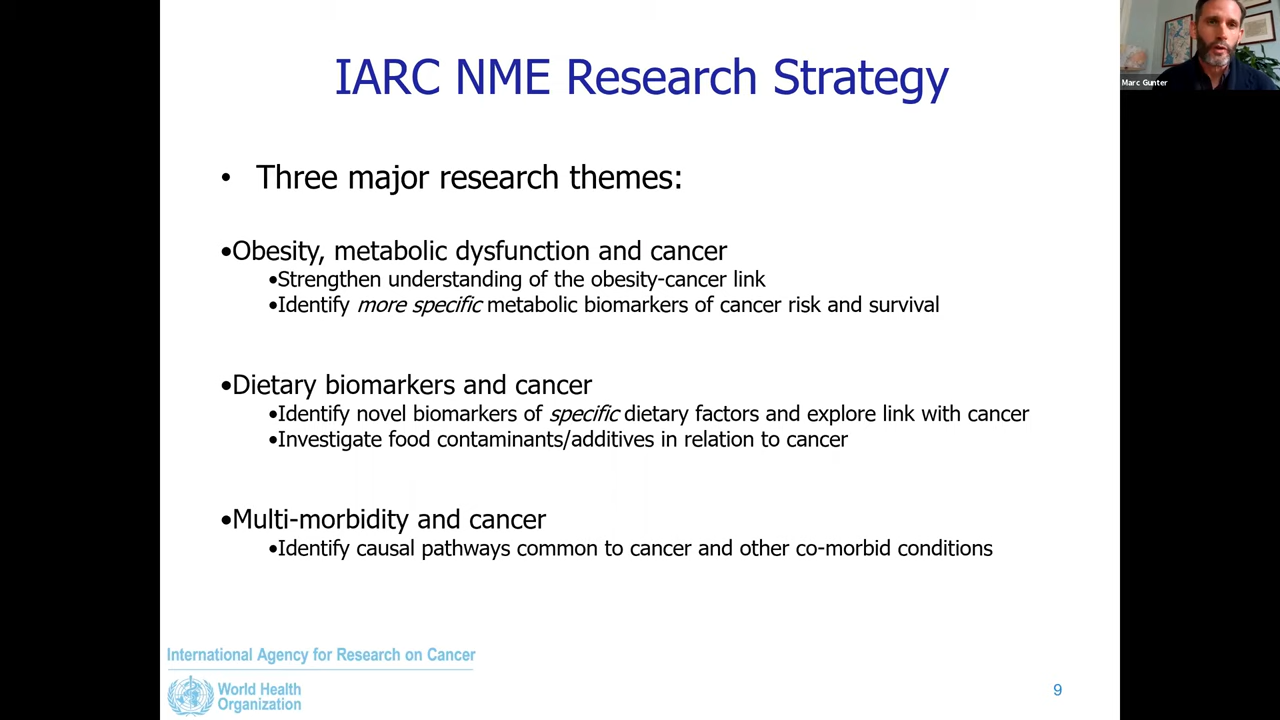 IARC NME Research Strategy
Marc Gunter
• Three major research themes:
•Obesity, metabolic dysfunction and cancer
•Strengthen understanding of the obesity-cancer link
•Identify more specific metabolic biomarkers of cancer risk and survival
•Dietary biomarkers and cancer
•Identify novel biomarkers of specific dietary factors and explore link with cancer
•Investigate food contaminants/additives in relation to cancer
•Multi-morbidity and cancer
•Identify causal pathways common to cancer and other co-morbid conditions
International Agency for Research on Cancer
World Health
Organization
9